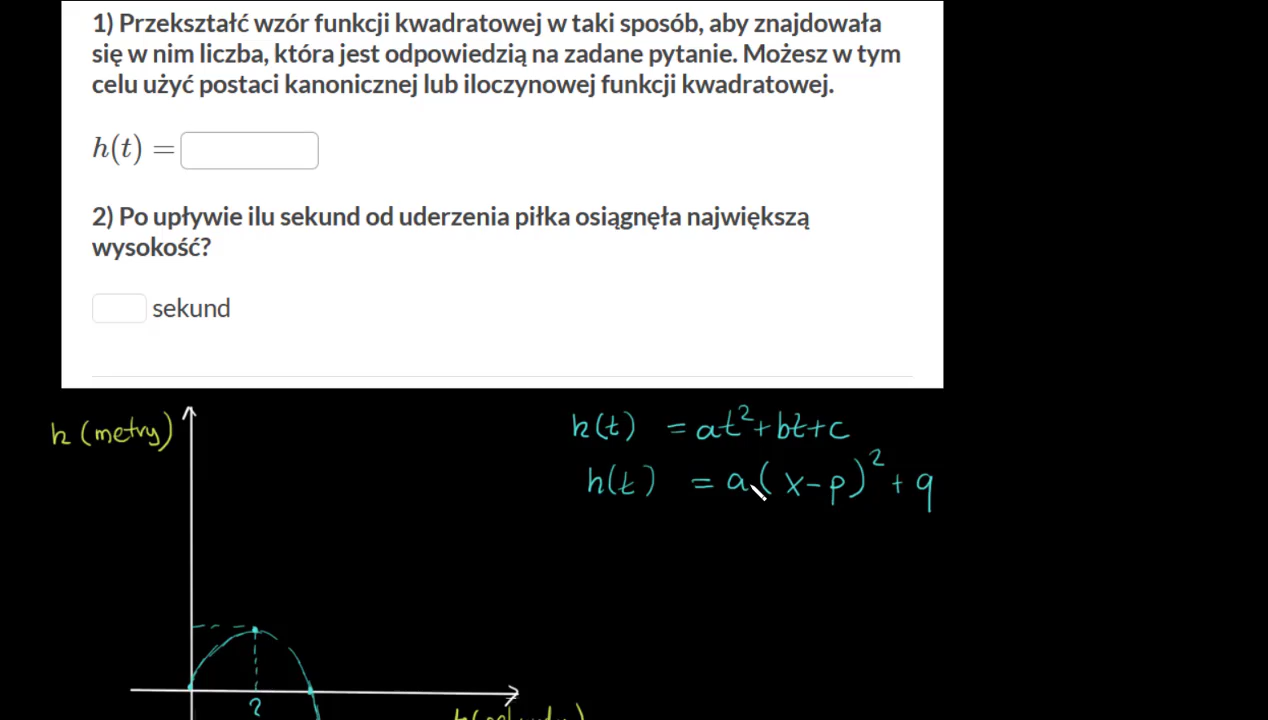 1) Przekształć wzór funkcji kwadratowej w taki sposób, aby znajdowała
się w nim liczba, która jest odpowiedzią na zadane pytanie. Możesz w tym
celu użyć postaci kanonicznej lub iloczynowej funkcji kwadratowej.
h(t) =
2) Po upływie ilu sekund od uderzenia piłka osiągnęła największą
wysokość?
sekund
h (metry)
h(t) = at²+bt+c
h(t) = a(x-p)²+q
?